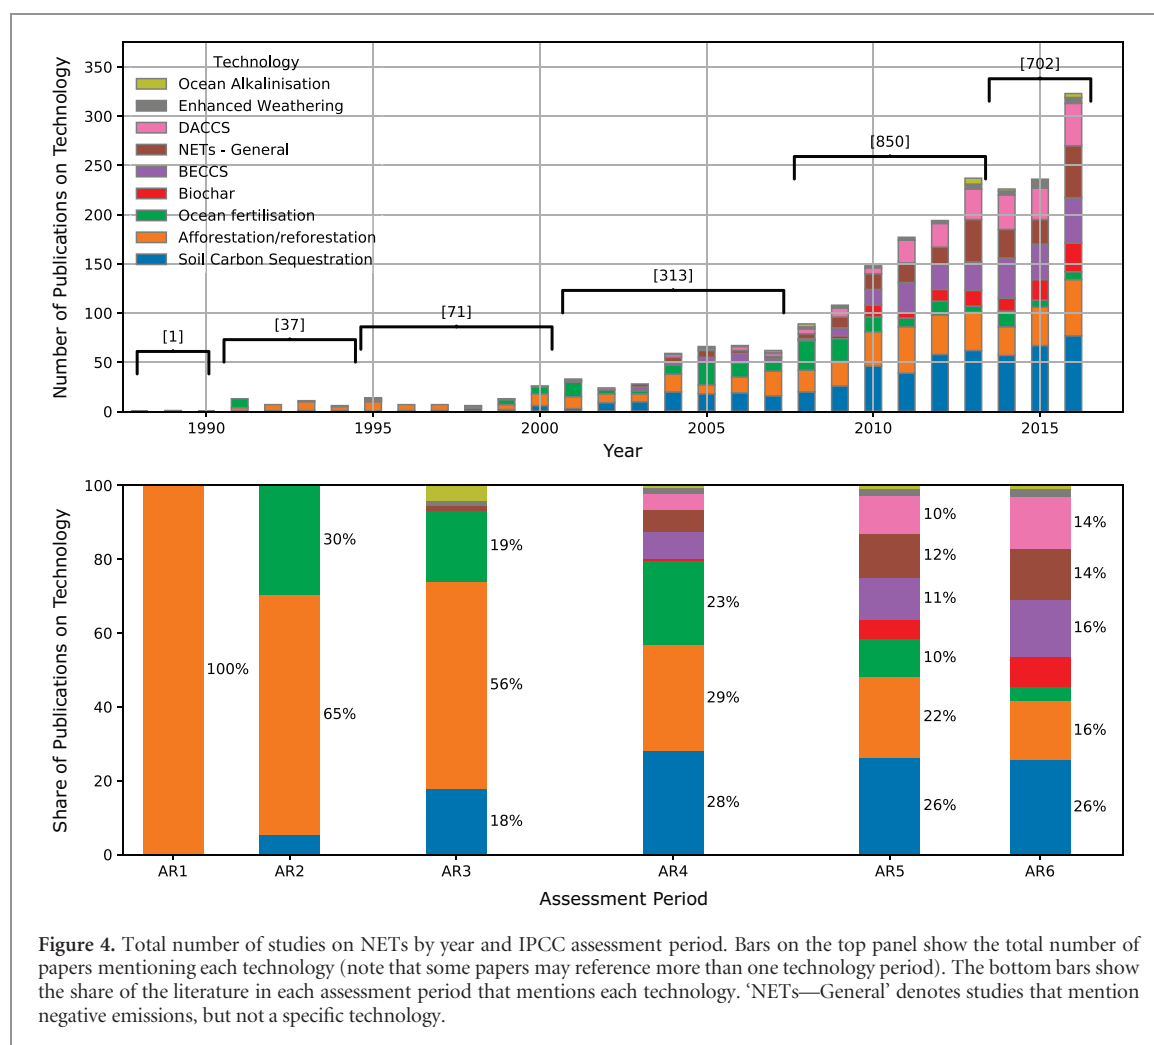 Number of Publications on Technology
350
300
250
200
150
100
50
0
Technology
Ocean Alkalinisation
Enhanced Weathering
DACCS
NETs - General
BECCS
Biochar
Ocean fertilisation
Afforestation/reforestation
Soil Carbon Sequestration
[1]
[37]
[71]
[313]
[850]
[702]
1990
1995
2000
2005
2010
2015
Year
Share of Publications on Technology
100
80
60
40
20
0
100%
30%
65%
19%
56%
18%
23%
29%
28%
10%
12%
11%
10%
22%
26%
14%
14%
16%
16%
26%
AR1
AR2
AR3
AR4
AR5
AR6
Assessment Period
Figure 4. Total number of studies on NETs by year and IPCC assessment period. Bars on the top panel show the total number of
papers mentioning each technology (note that some papers may reference more than one technology period). The bottom bars show
the share of the literature in each assessment period that mentions each technology. ‘NETs—General’ denotes studies that mention
negative emissions, but not a specific technology.